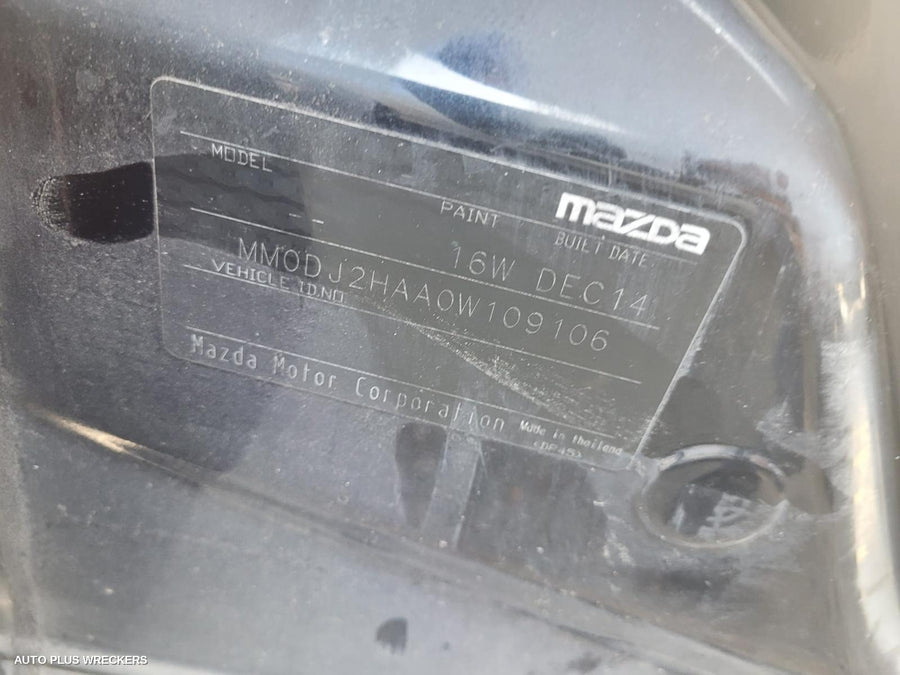 mazda
MODEL PAINT BUILT DATE
-- 16W DEC14
MM0DJ2HAA0W109106
VEHICLE ID.NO
Mazda Motor Corporation Made in thailand
AUTO PLUS WRECKERS